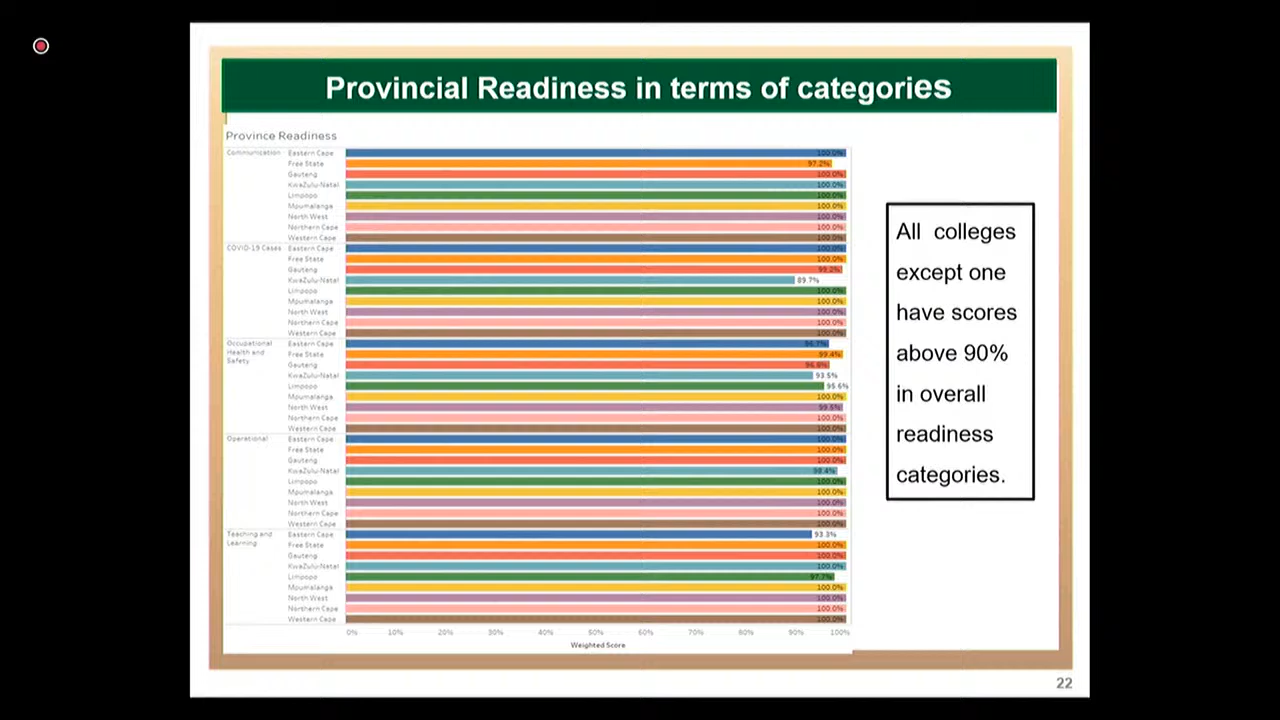 Provincial Readiness in terms of categories
Province Readiness
Communication Eastern Cape 100.0%
Free State 97.2%
Gauteng 100.0%
KwaZulu-Natal 100.0%
Limpopo 100.0%
Mpumalanga 100.0%
North West 100.0%
Northern Cape 100.0%
Western Cape 100.0%
COVID-19 Cases Eastern Cape 100.0%
Free State 100.0%
Gauteng 99.2%
KwaZulu-Natal 89.7%
Limpopo 100.0%
Mpumalanga 100.0%
North West 100.0%
Northern Cape 100.0%
Western Cape 100.0%
Occupational Eastern Cape
Health and Free State 99.4%
Safety Gauteng
KwaZulu-Natal 93.5%
Limpopo 95.6%
Mpumalanga 100.0%
North West 99.5%
Northern Cape 100.0%
Western Cape 100.0%
Operational Eastern Cape 100.0%
Free State 100.0%
Gauteng 100.0%
KwaZulu-Natal 98.4%
Limpopo 100.0%
Mpumalanga 100.0%
North West 100.0%
Northern Cape 100.0%
Western Cape 100.0%
Teaching and Eastern Cape 93.3%
Learning Free State 100.0%
Gauteng 100.0%
KwaZulu-Natal 100.0%
Limpopo 97.7%
Mpumalanga 100.0%
North West 100.0%
Northern Cape 100.0%
Western Cape 100.0%
0% 10% 20% 30% 40% 50% 60% 70% 80% 90% 100%
Weighted Score
All colleges
except one
have scores
above 90%
in overall
readiness
categories.
22